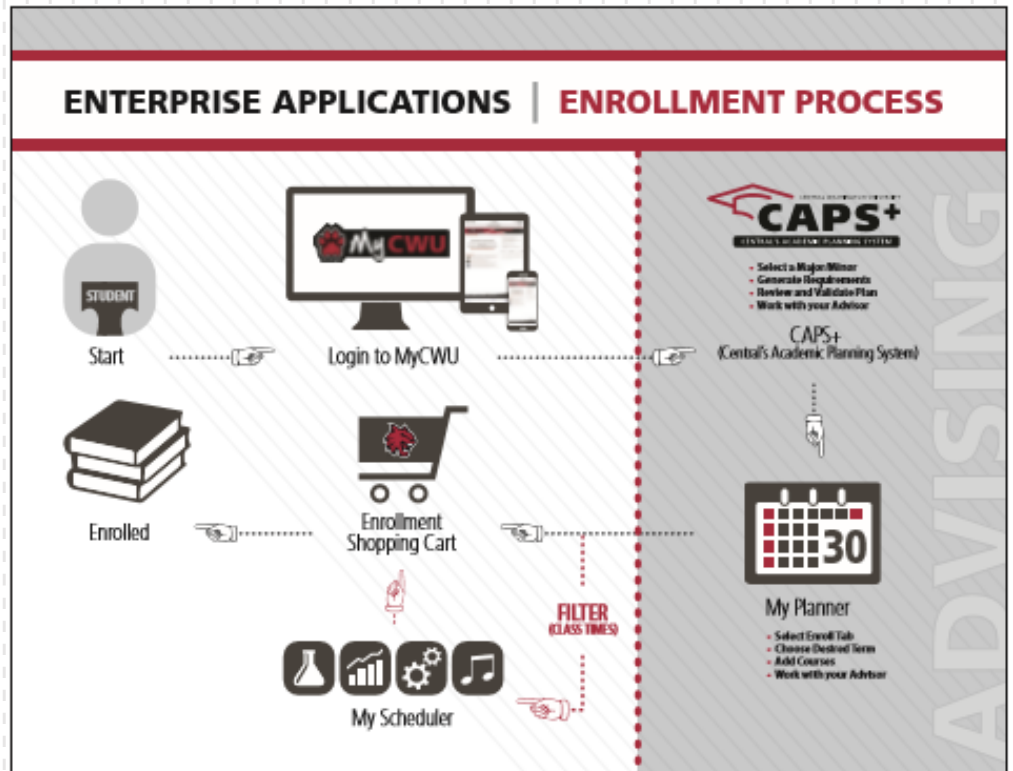 ENTERPRISE APPLICATIONS | ENROLLMENT PROCESS
STUDENT
Start
MyCWU
Login to MyCWU
CAPS+
CENTRAL'S ACADEMIC PLANNING SYSTEM
• Select a Major/Minor
• Generate Requirements
• Review and Validate Plan
• Work with your Advisor
CAPS+
(Central's Academic Planning System)
Enrolled
Enrollment
Shopping Cart
FILTER
(CLASS TIMES)
My Scheduler
30
My Planner
• Select Enroll Tab
• Choose Desired Term
• Add Courses
• Work with your Advisor
ADVISING